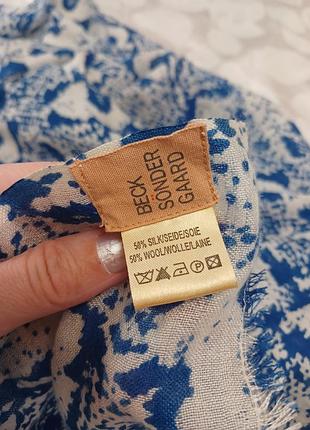 BECK
SONDER
GAARD
50% SILK/SEIDE/SOIE
50% WOOL/WOLLE/LAINE